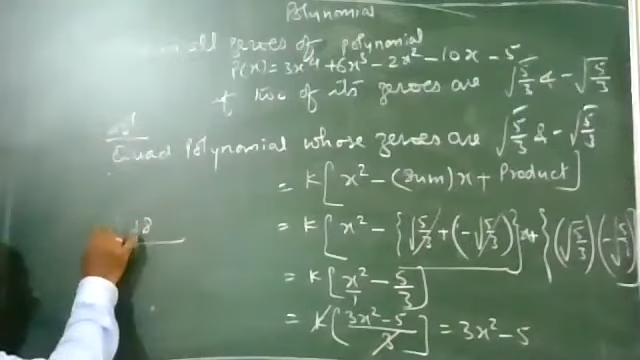 Polynomial
all zeroes of polynomial
P(x) = 3x⁴ + 6x³ - 2x² - 10x - 5
if two of its zeroes are √5/3 & -√5/3
Quad Polynomial whose zeroes are √5/3 & -√5/3
= K[x² - (Sum)x + Product]
= K[x² - {√5/3 + (-√5/3)}x + {(√5/3)(-√5/3)
= K[x²/1 - 5/3]
= K[3x² - 5/3] = 3x² - 5